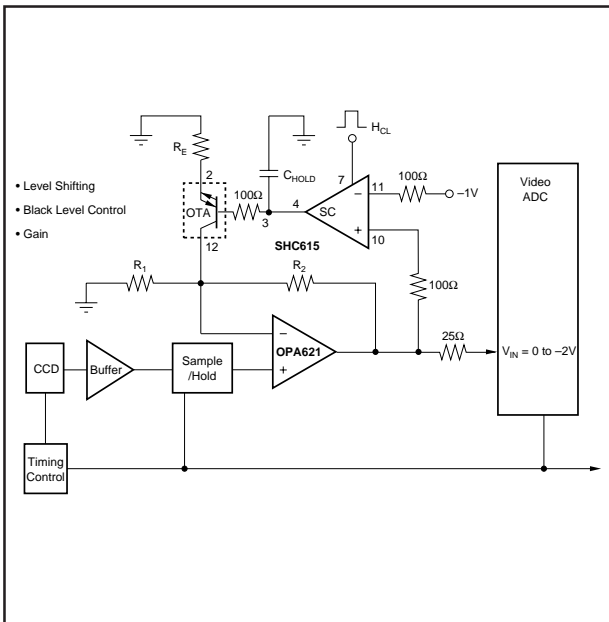 H_CL
R_E
C_HOLD
2
100Ω
7
11
100Ω
–1V
Video
ADC
• Level Shifting
• Black Level Control
• Gain
OTA
3
4
SC
–
+
10
12
SHC615
100Ω
R_1
R_2
–
OPA621
+
25Ω
V_IN = 0 to –2V
CCD
Buffer
Sample
/Hold
Timing
Control